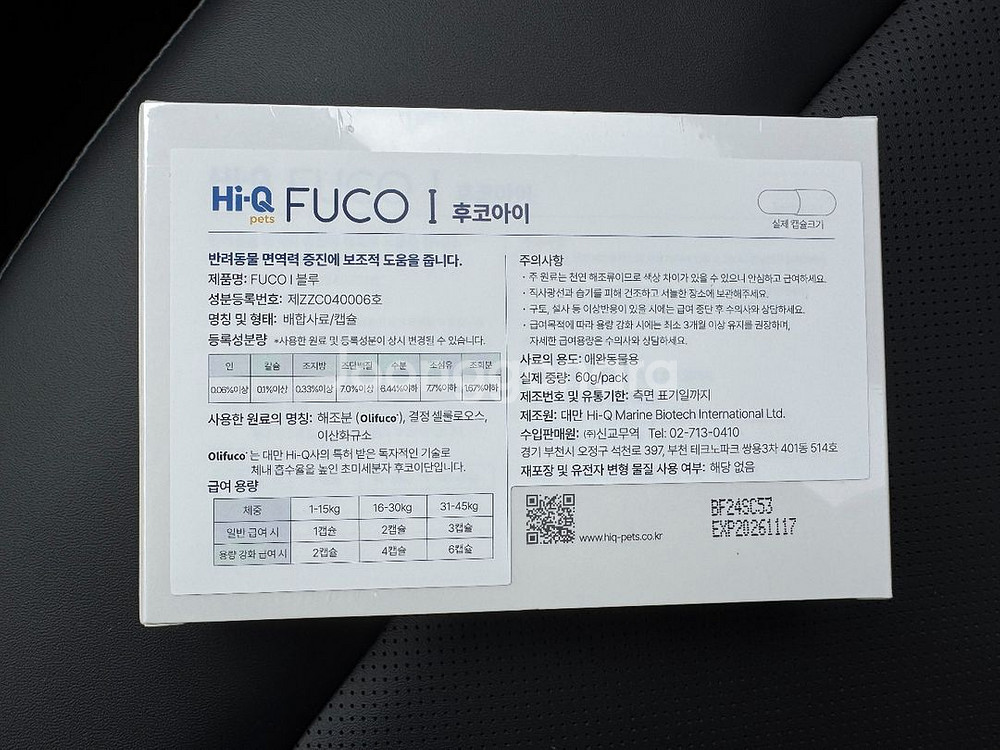 Hi-Q
pets
FUCO I 후코아이
실제 캡슐크기
반려동물 면역력 증진에 보조적 도움을 줍니다.
제품명: FUCO I 블루
성분등록번호: 제ZZC040006호
명칭 및 형태: 배합사료/캡슐
등록성분량 *사용한 원료 및 등록성분이 상시 변경될 수 있습니다.
인 칼슘 조지방 조단백질 수분 조섬유 조회분
0.06%이상 0.1%이상 0.33%이상 7.0%이상 6.44%이하 7.7%이하 1.67%이하
사용한 원료의 명칭: 해조분 (Olifuco®), 결정 셀룰로오스,
이산화규소
Olifuco® 는 대만 Hi-Q사의 특허 받은 독자적인 기술로
체내 흡수율을 높인 초미세분자 후코이단입니다.
급여 용량
체중 1-15kg 16-30kg 31-45kg
일반 급여 시 1캡슐 2캡슐 3캡슐
용량 강화 급여 시 2캡슐 4캡슐 6캡슐
주의사항
· 주 원료는 천연 해조류이므로 색상 차이가 있을 수 있으니 안심하고 급여하세요.
· 직사광선과 습기를 피해 건조하고 서늘한 장소에 보관해주세요.
· 구토, 설사 등 이상반응이 있을 시에는 급여 중단 후 수의사와 상담하세요.
· 급여목적에 따라 용량 강화 시에는 최소 3개월 이상 유지를 권장하며,
자세한 급여용량은 수의사와 상담하세요.
사료의 용도: 애완동물용
실제 중량: 60g/pack
제조번호 및 유통기한: 측면 표기일까지
제조원: 대만 Hi-Q Marine Biotech International Ltd.
수입판매원: ㈜신교무역 Tel: 02-713-0410
경기 부천시 오정구 석천로 397, 부천 테크노파크 쌍용3차 401동 514호
재포장 및 유전자 변형 물질 사용 여부: 해당 없음
www.hiq-pets.co.kr
BF24SC53
EXP20261117